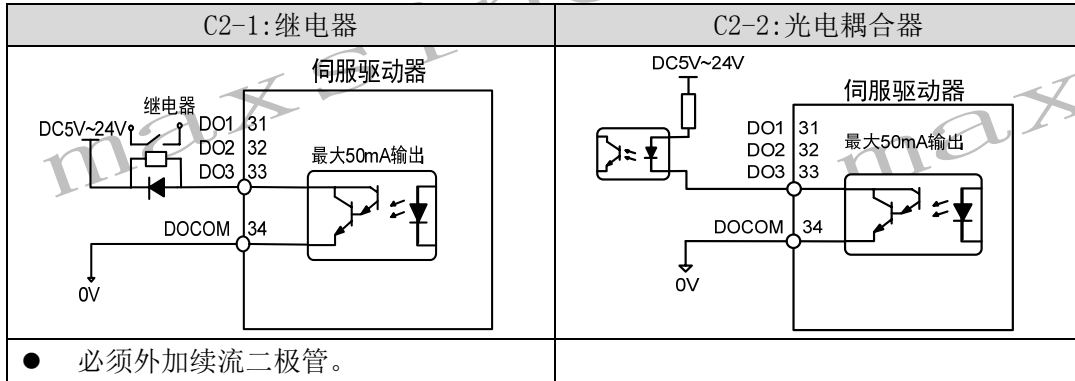 C2-1:继电器
C2-2:光电耦合器
伺服驱动器
继电器
DC5V~24V
DO1 31
DO2 32
DO3 33
最大50mA输出
DOCOM 34
0V
DC5V~24V
伺服驱动器
DO1 31
DO2 32
DO3 33
最大50mA输出
DOCOM 34
0V
● 必须外加续流二极管。